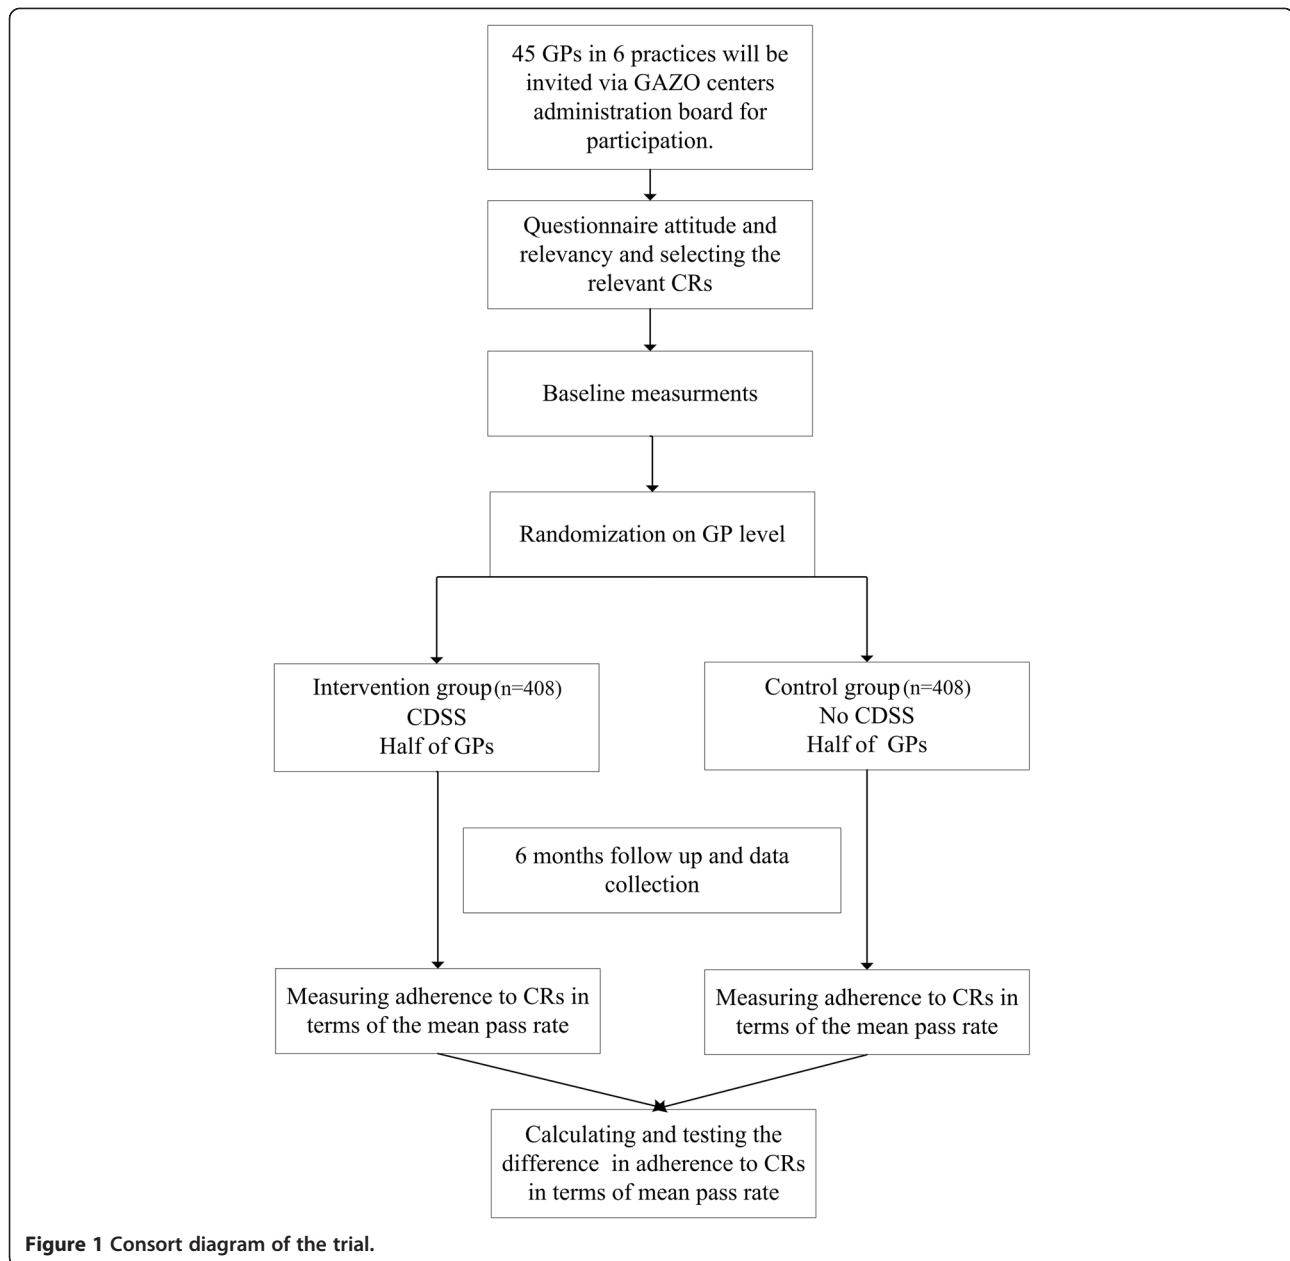 45 GPs in 6 practices will be
invited via GAZO centers
administration board for
participation.
Questionnaire attitude and
relevancy and selecting the
relevant CRs
Baseline measurments
Randomization on GP level
Intervention group (n=408)
CDSS
Half of GPs
Control group (n=408)
No CDSS
Half of  GPs
6 months follow up and data
collection
Measuring adherence to CRs in
terms of the mean pass rate
Measuring adherence to CRs in
terms of the mean pass rate
Calculating and testing the
difference  in adherence to CRs
in terms of mean pass rate
Figure 1 Consort diagram of the trial.